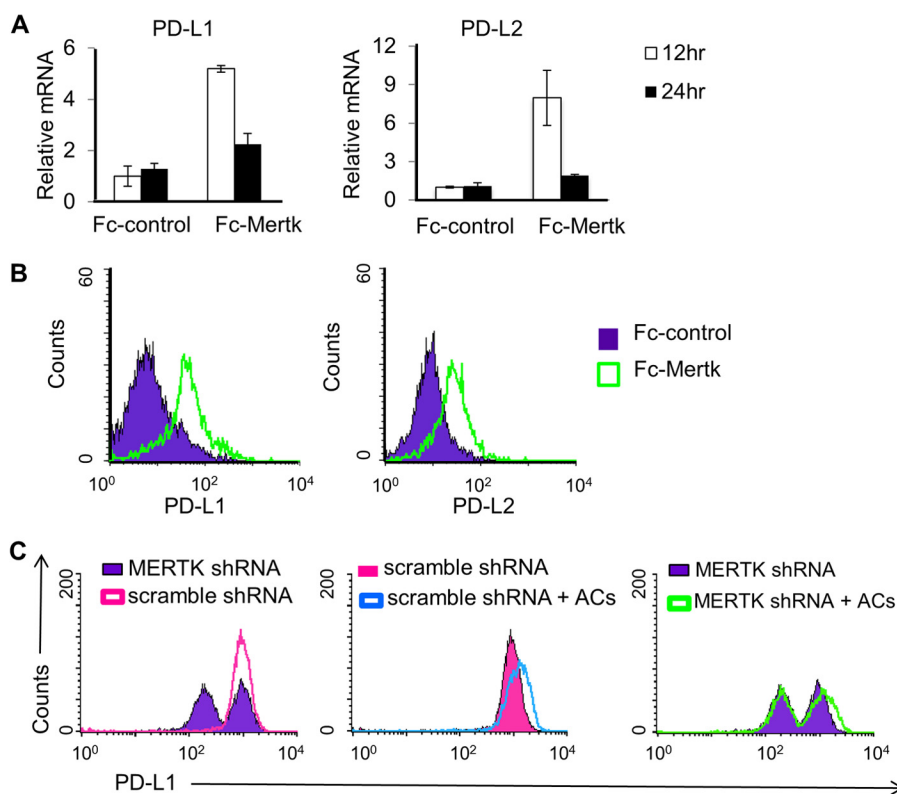 A
PD-L1
PD-L2
Relative mRNA
6
4
2
0
Fc-control
Fc-Mertk
Relative mRNA
12
9
6
3
0
Fc-control
Fc-Mertk
12hr
24hr
B
Counts
60
0
10^0 10^2 10^4
PD-L1
Counts
60
0
10^0 10^2 10^4
PD-L2
Fc-control
Fc-Mertk
C
Counts
200
0
MERTK shRNA
scramble shRNA
10^0 10^2 10^4
200
0
scramble shRNA
scramble shRNA + ACs
10^0 10^2 10^4
200
0
MERTK shRNA
MERTK shRNA + ACs
10^0 10^2 10^4
PD-L1